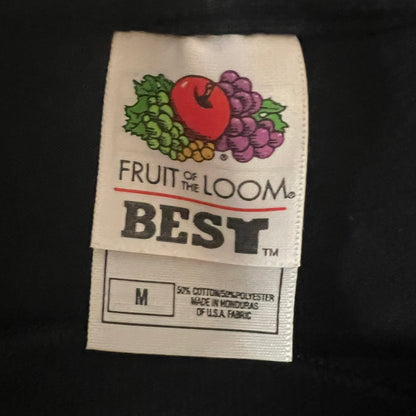 ®
FRUIT OF THE LOOM®
BEST™
M
50% COTTON/50% POLYESTER
MADE IN HONDURAS
OF U.S.A. FABRIC